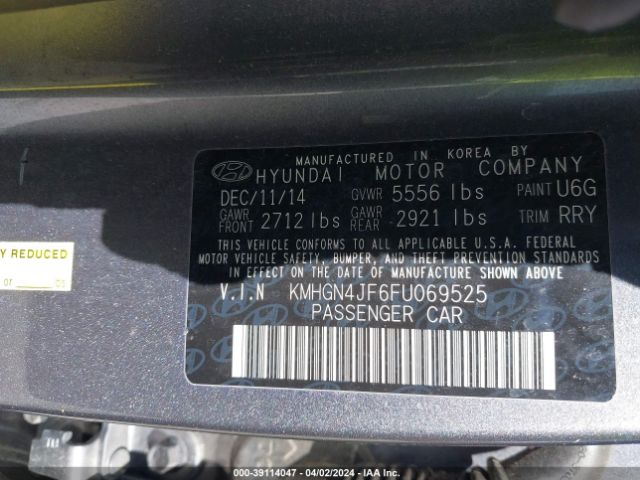 MANUFACTURED IN KOREA BY
HYUNDAI MOTOR COMPANY
DEC/11/14 GVWR 5556 lbs PAINT U6G
GAWR FRONT 2712 lbs GAWR REAR 2921 lbs TRIM RRY
THIS VEHICLE CONFORMS TO ALL APPLICABLE U.S.A. FEDERAL
MOTOR VEHICLE SAFETY, BUMPER, AND THEFT PREVENTION STANDARDS
IN EFFECT ON THE DATE OF MANUFACTURE SHOWN ABOVE
V.I.N KMHGN4JF6FU069525
PASSENGER CAR
Y REDUCED
or os
000-39114047 - 04/02/2024 - IAA Inc.